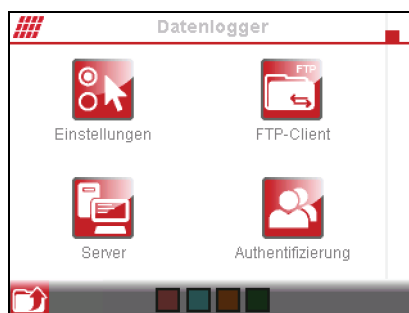 Datenlogger
FTP
Einstellungen
FTP-Client
Server
Authentifizierung